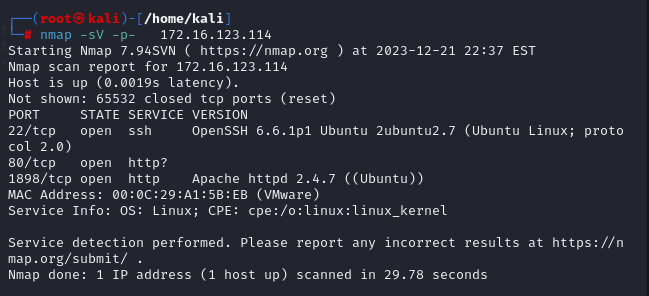 ┌──(root㉿kali)-[/home/kali]
└─# nmap -sV -p-   172.16.123.114
Starting Nmap 7.94SVN ( https://nmap.org ) at 2023-12-21 22:37 EST
Nmap scan report for 172.16.123.114
Host is up (0.0019s latency).
Not shown: 65532 closed tcp ports (reset)
PORT     STATE SERVICE VERSION
22/tcp   open  ssh     OpenSSH 6.6.1p1 Ubuntu 2ubuntu2.7 (Ubuntu Linux; proto
col 2.0)
80/tcp   open  http?
1898/tcp open  http    Apache httpd 2.4.7 ((Ubuntu))
MAC Address: 00:0C:29:A1:5B:EB (VMware)
Service Info: OS: Linux; CPE: cpe:/o:linux:linux_kernel

Service detection performed. Please report any incorrect results at https://n
map.org/submit/ .
Nmap done: 1 IP address (1 host up) scanned in 29.78 seconds